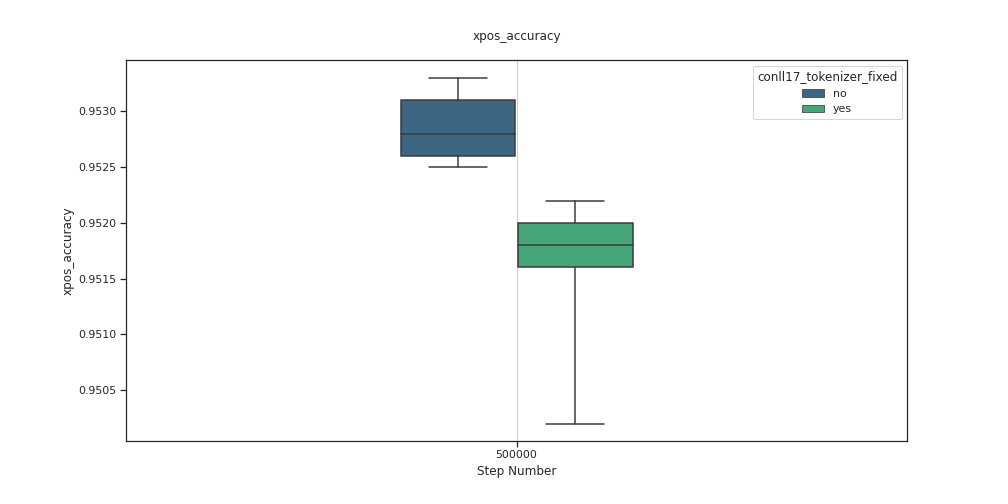 xpos_accuracy
conll17_tokenizer_fixed
no
yes
0.9530
0.9525
0.9520
0.9515
0.9510
0.9505
xpos_accuracy
500000
Step Number